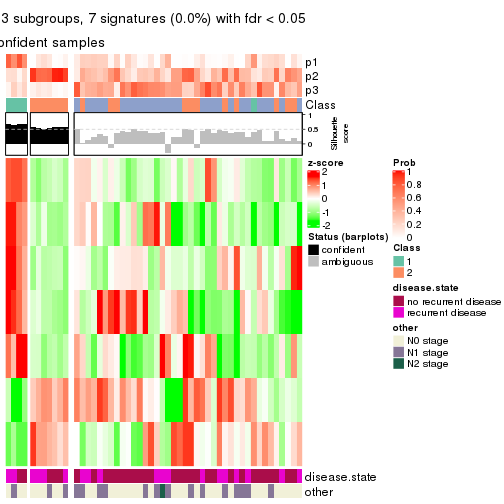 3 subgroups, 7 signatures (0.0%) with fdr < 0.05
onfident samples
p1
p2
p3
Class
1
0.5
0
Silhouette
score
z-score
2
1
0
-1
-2
Status (barplots)
confident
ambiguous
Prob
1
0.8
0.6
0.4
0.2
0
Class
1
2
disease.state
no recurrent disease
recurrent disease
other
N0 stage
N1 stage
N2 stage
disease.state
other